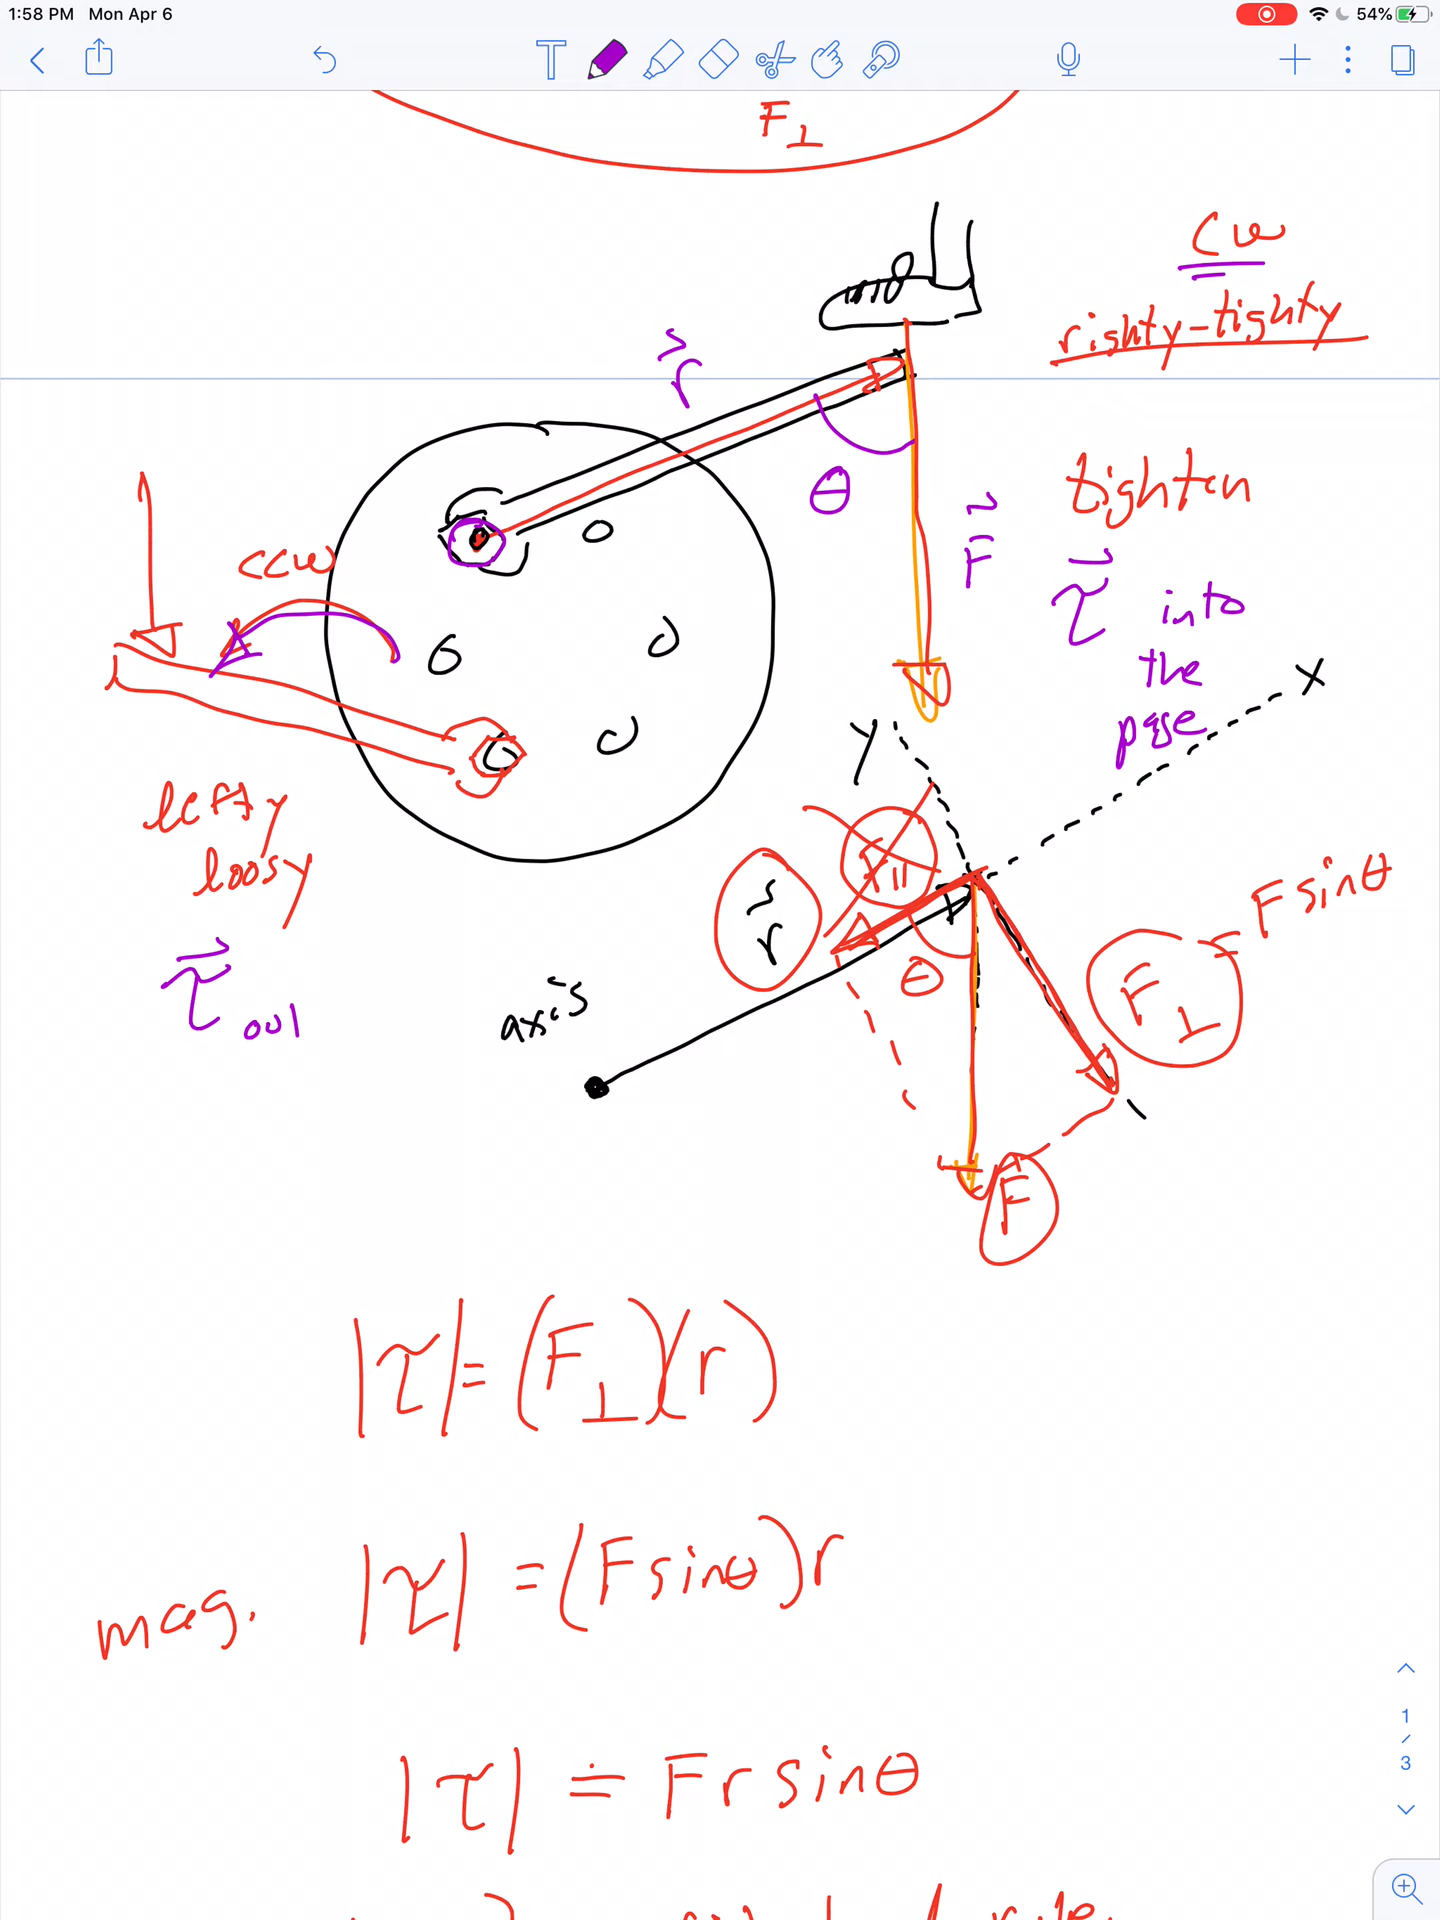 1:58 PM Mon Apr 6
54%
F⊥
cw
righty-tighty
r
θ
F
tighten
τ into
the
page
ccw
lefty
loosy
τ out
x
y
F||
r
θ
axis
F⊥ = F sinθ
F
|τ| = (F⊥)(r)
mag. |τ| = (F sinθ) r
|τ| = F r sinθ
1
/
3